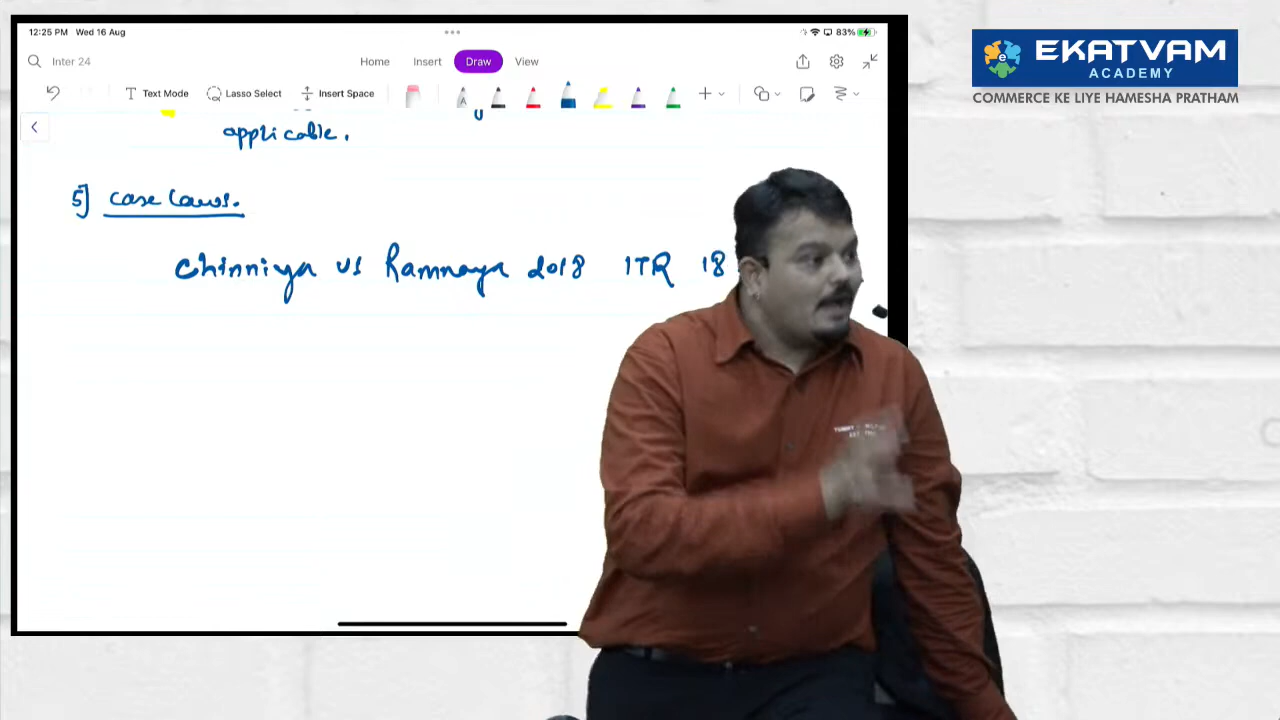 12:25 PM Wed 16 Aug
83%
Inter 24
Home Insert Draw View
Text Mode Lasso Select Insert Space
applicable.
5] Case Laws.
Chinniya vs Ramnaya 2018 ITR 18
EKATVAM
ACADEMY
COMMERCE KE LIYE HAMESHA PRATHAM